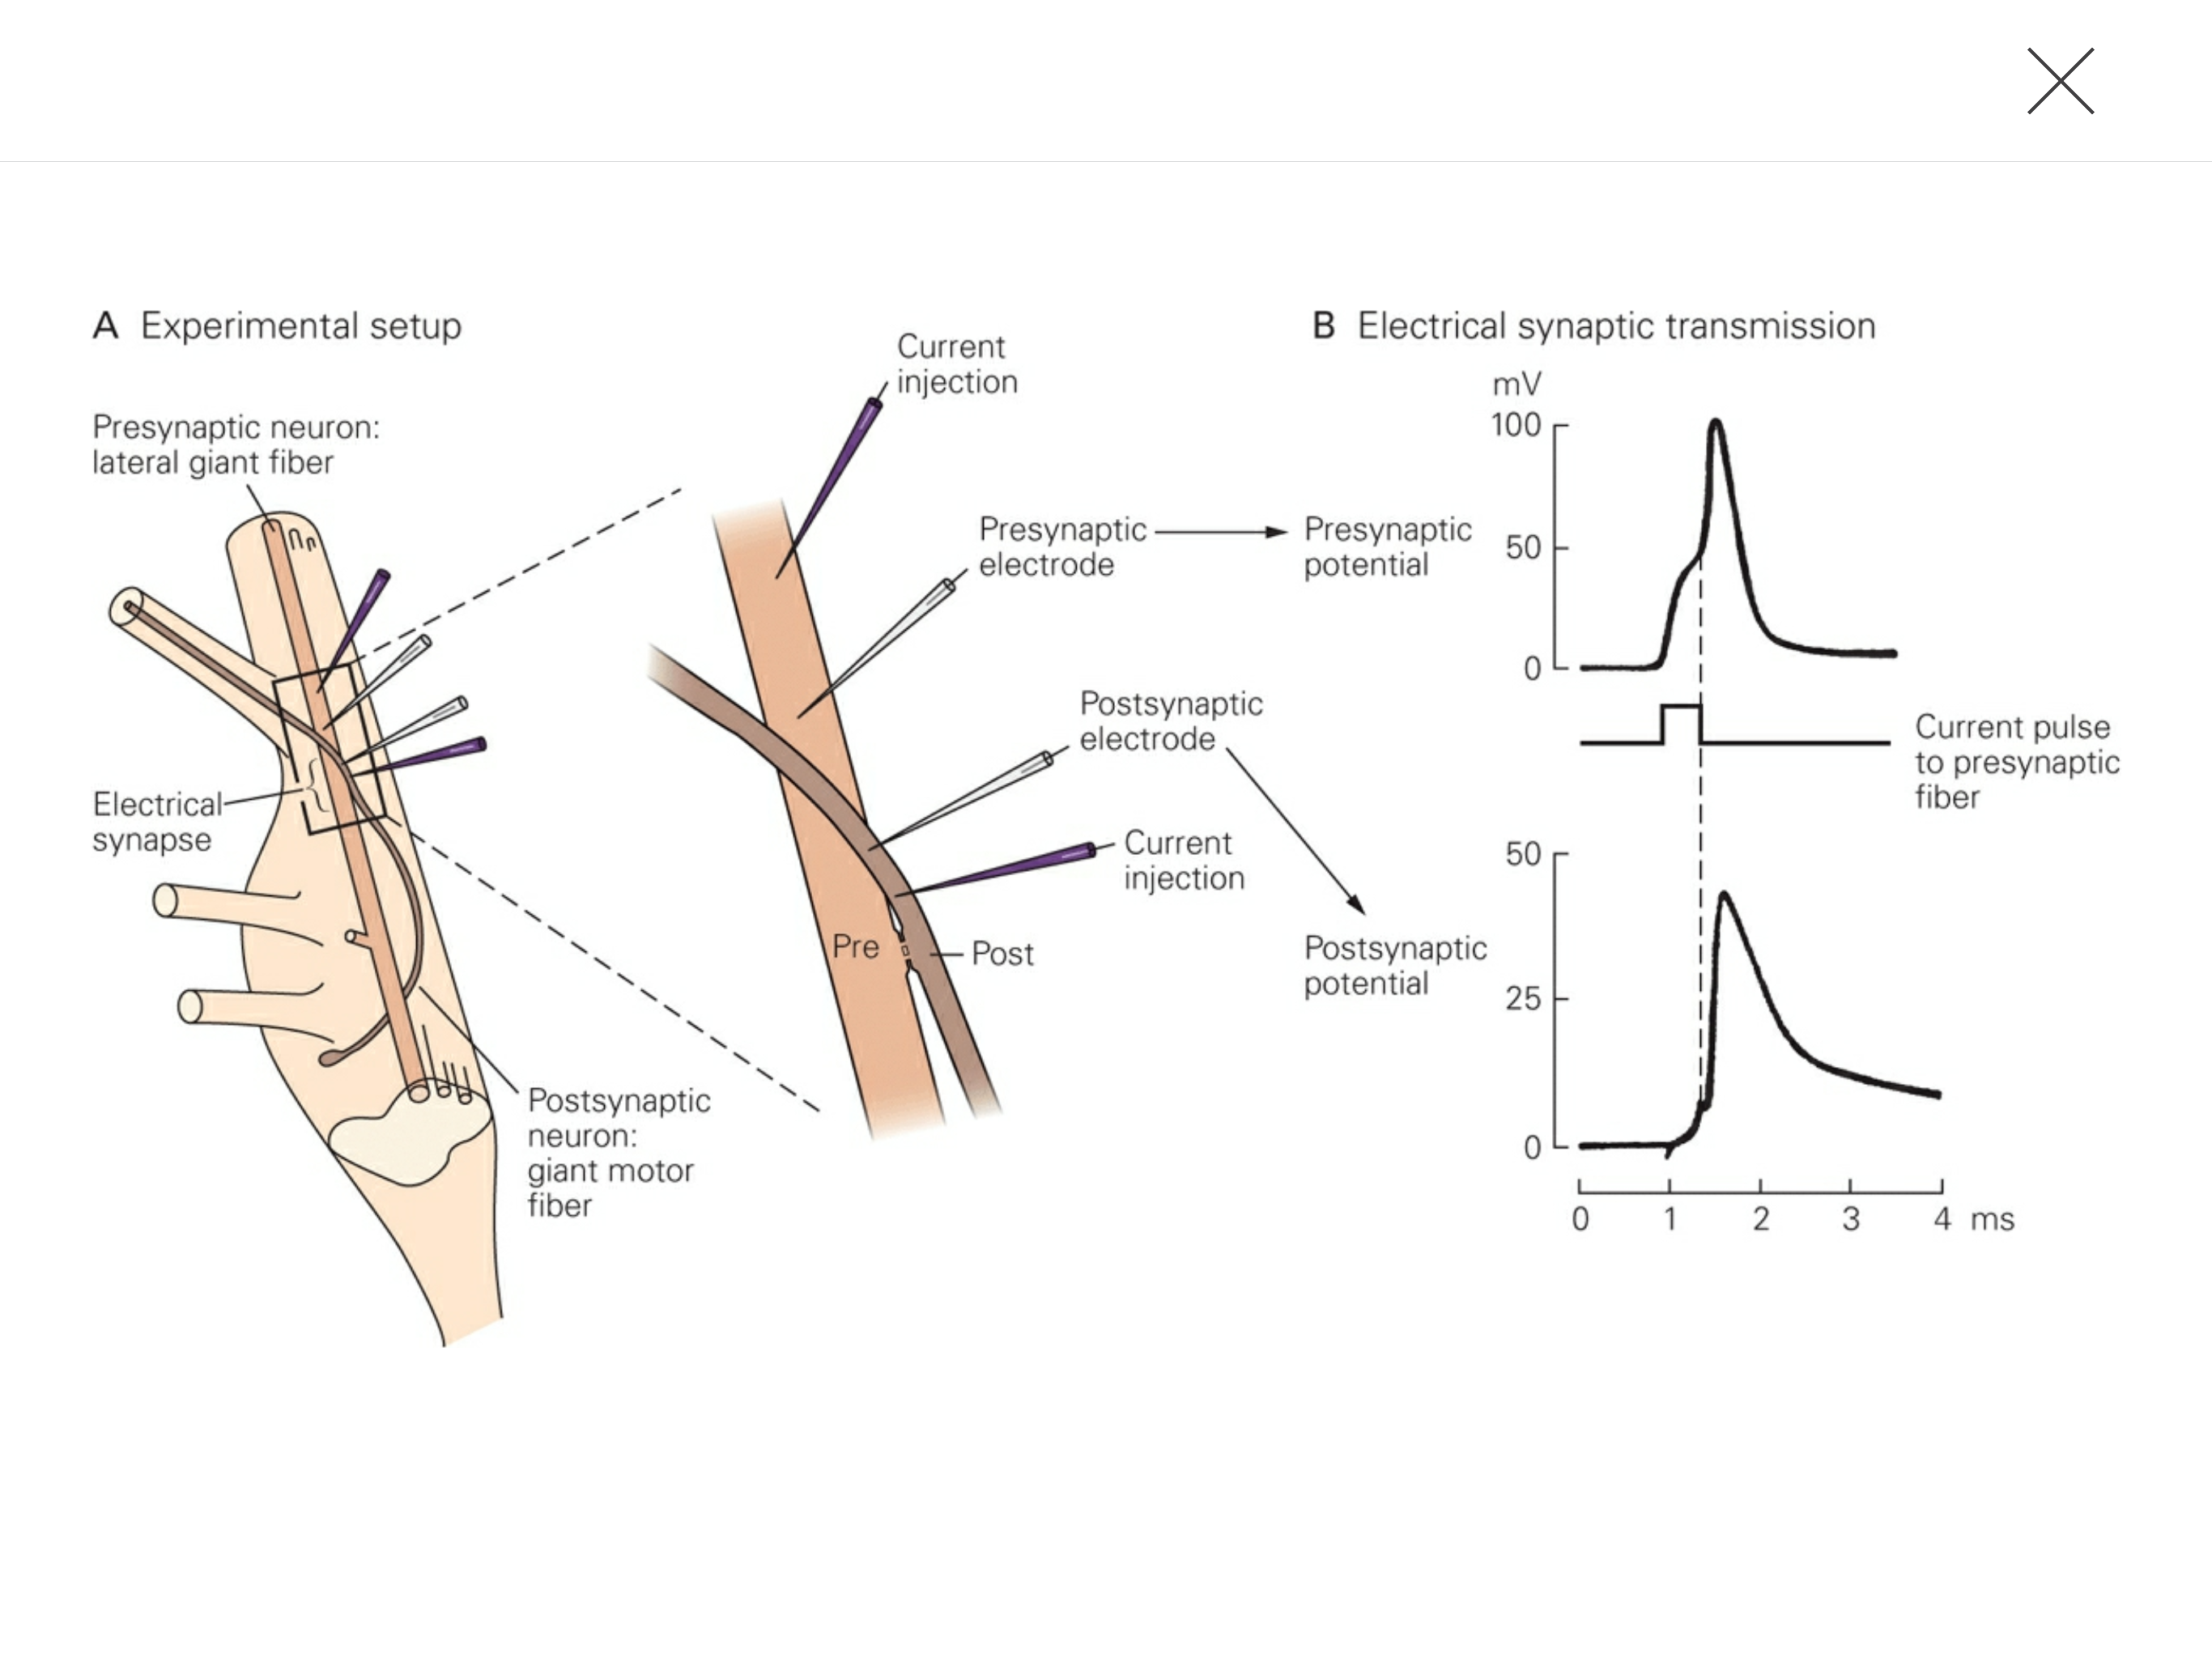 A Experimental setup
Presynaptic neuron:
lateral giant fiber
Electrical
synapse
Postsynaptic
neuron:
giant motor
fiber
Current
injection
Presynaptic
electrode
Postsynaptic
electrode
Current
injection
Pre
Post
B Electrical synaptic transmission
Presynaptic
potential
mV
100
50
0
Current pulse
to presynaptic
fiber
Postsynaptic
potential
50
25
0
0 1 2 3 4 ms